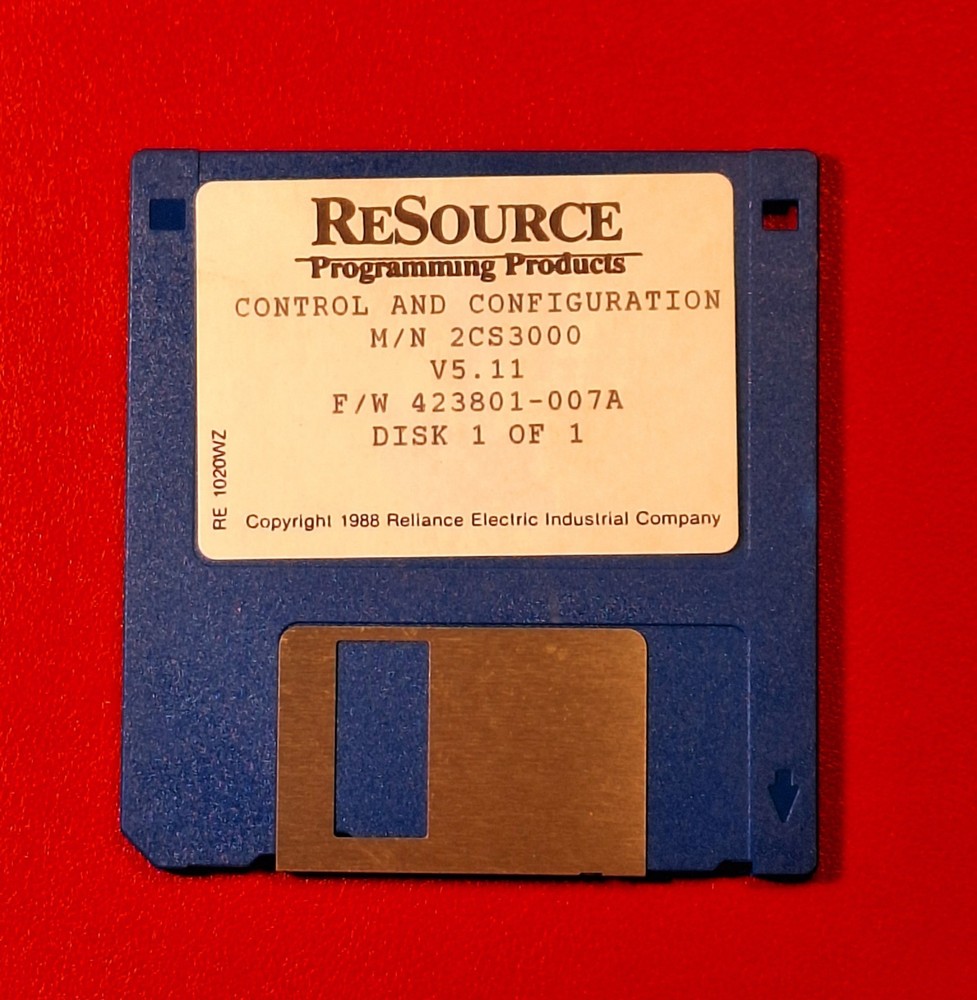 RESOURCE
Programming Products
CONTROL AND CONFIGURATION
M/N 2CS3000
V5.11
F/W 423801-007A
DISK 1 OF 1
RE 1020WZ
Copyright 1988 Reliance Electric Industrial Company